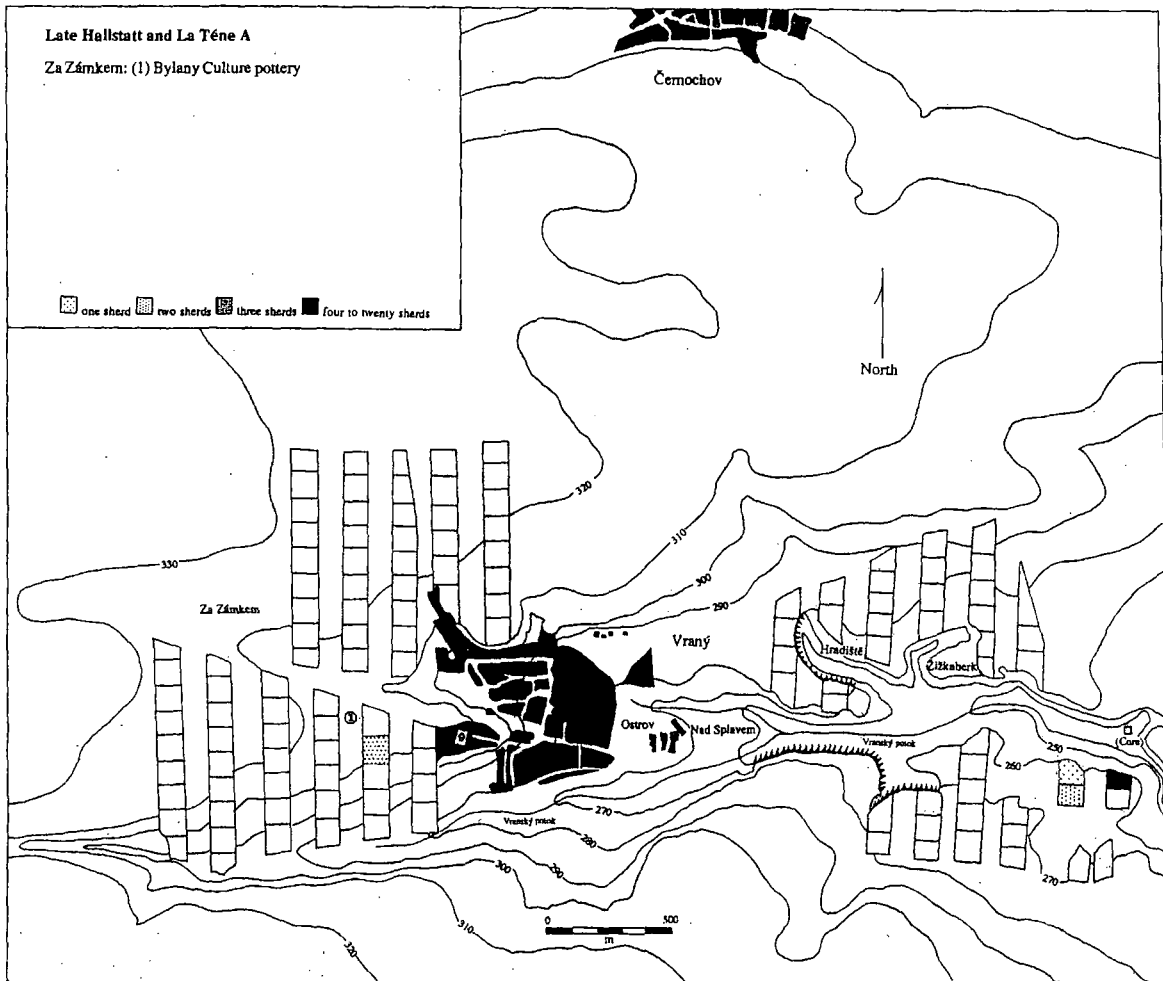 Late Hallstatt and La Téne A
Za Zámkem: (1) Bylany Culture pottery
one sherd two sherds three sherds four to twenty sherds
Černochov
North
320
310
330
300
290
Za Zámkem
Vraný
Hradiště
Žižkaberk
1
Ostrov
Nad Splavem
Vranský potok
250
260
270
Vranský potok
280
290
300
270
310
320
0 500
m